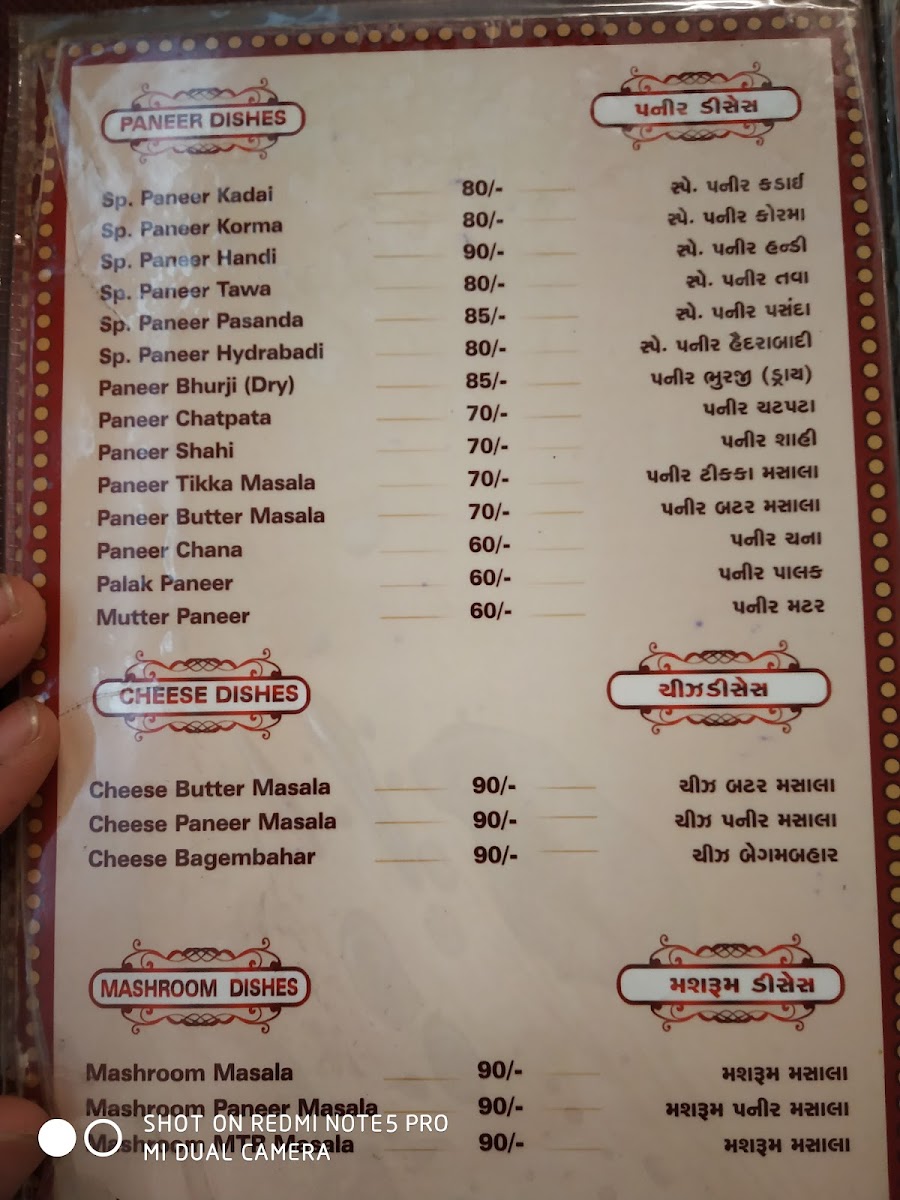 PANEER DISHES પનીર ડીસેસ
Sp. Paneer Kadai 80/- સ્પે. પનીર કડાઈ
Sp. Paneer Korma 80/- સ્પે. પનીર કોરમા
Sp. Paneer Handi 90/- સ્પે. પનીર હન્ડી
Sp. Paneer Tawa 80/- સ્પે. પનીર તવા
Sp. Paneer Pasanda 85/- સ્પે. પનીર પસંદા
Sp. Paneer Hydrabadi 80/- સ્પે. પનીર હૈદરાબાદી
Paneer Bhurji (Dry) 85/- પનીર ભુરજી (ડ્રાય)
Paneer Chatpata 70/- પનીર ચટપટા
Paneer Shahi 70/- પનીર શાહી
Paneer Tikka Masala 70/- પનીર ટીકકા મસાલા
Paneer Butter Masala 70/- પનીર બટર મસાલા
Paneer Chana 60/- પનીર ચના
Palak Paneer 60/- પનીર પાલક
Mutter Paneer 60/- પનીર મટર
CHEESE DISHES ચીઝડીસેસ
Cheese Butter Masala 90/- ચીઝ બટર મસાલા
Cheese Paneer Masala 90/- ચીઝ પનીર મસાલા
Cheese Bagembahar 90/- ચીઝ બેગમબહાર
MASHROOM DISHES મશરૂમ ડીસેસ
Mashroom Masala 90/- મશરૂમ મસાલા
Mashroom Paneer Masala 90/- મશરૂમ પનીર મસાલા
Mashroom MTR Masala 90/- મશરૂમ મસાલા
SHOT ON REDMI NOTE 5 PRO
MI DUAL CAMERA